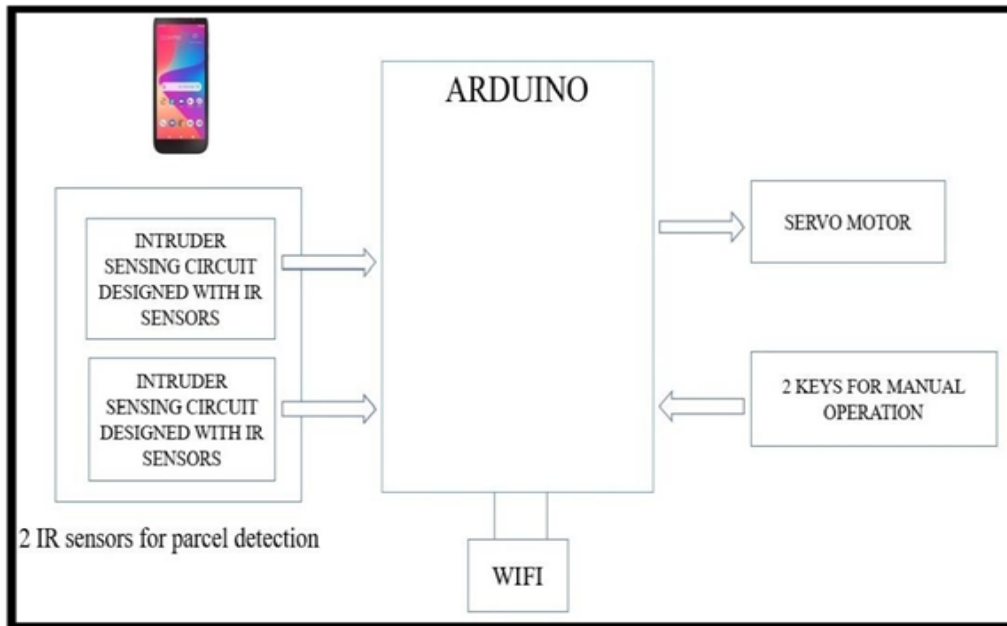 ARDUINO
INTRUDER
SENSING CIRCUIT
DESIGNED WITH IR
SENSORS
INTRUDER
SENSING CIRCUIT
DESIGNED WITH IR
SENSORS
2 IR sensors for parcel detection
SERVO MOTOR
2 KEYS FOR MANUAL
OPERATION
WIFI